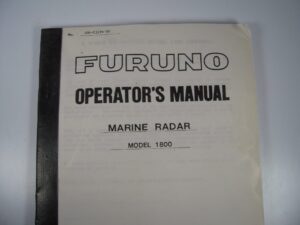 FURUNO
OPERATOR'S MANUAL
MARINE RADAR
MODEL 1800